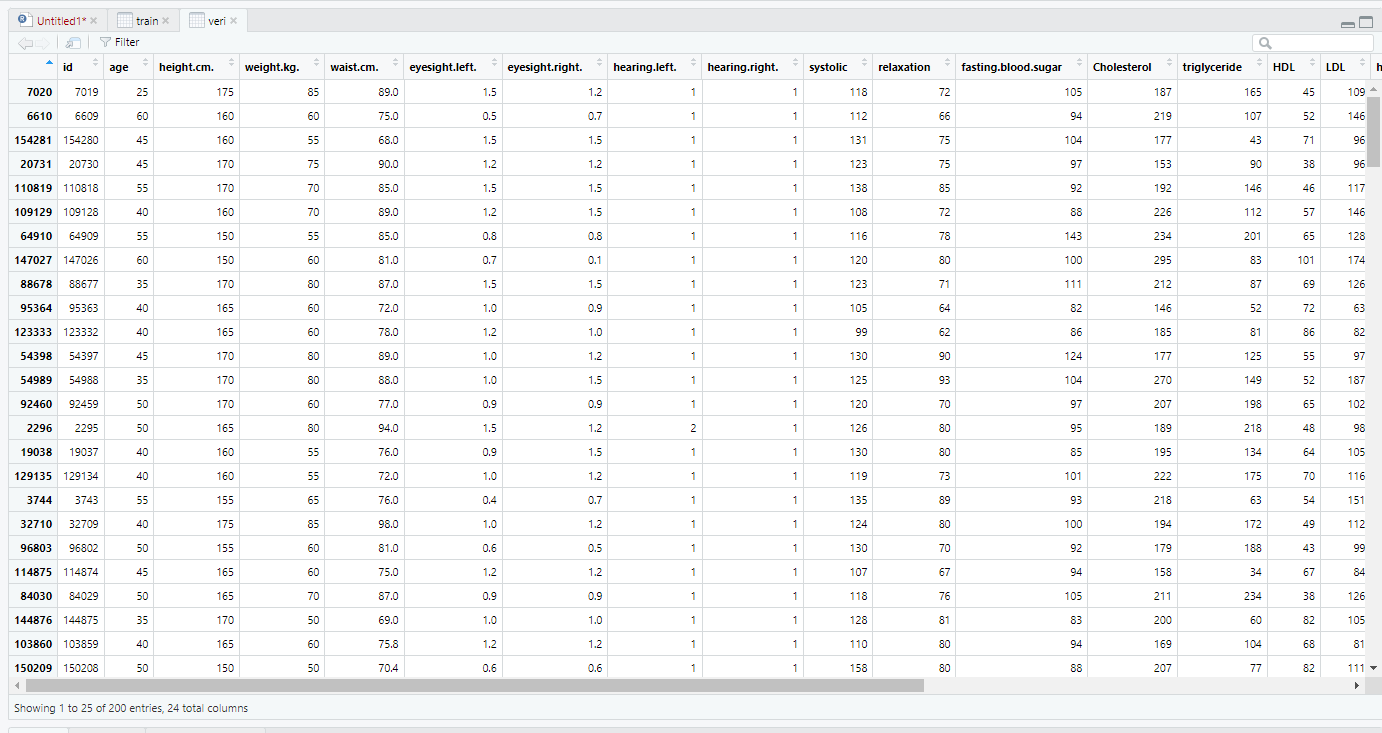 Untitled1* train veri
Filter
id age height.cm. weight.kg. waist.cm. eyesight.left. eyesight.right. hearing.left. hearing.right. systolic relaxation fasting.blood.sugar Cholesterol triglyceride HDL LDL h
7020 7019 25 175 85 89.0 1.5 1.2 1 1 118 72 105 187 165 45 109
6610 6609 60 160 60 75.0 0.5 0.7 1 1 112 66 94 219 107 52 146
154281 154280 45 160 55 68.0 1.5 1.5 1 1 131 75 104 177 43 71 96
20731 20730 45 170 75 90.0 1.2 1.2 1 1 123 75 97 153 90 38 96
110819 110818 55 170 70 85.0 1.5 1.5 1 1 138 85 92 192 146 46 117
109129 109128 40 160 70 89.0 1.2 1.5 1 1 108 72 88 226 112 57 146
64910 64909 55 150 55 85.0 0.8 0.8 1 1 116 78 143 234 201 65 128
147027 147026 60 150 60 81.0 0.7 0.1 1 1 120 80 100 295 83 101 174
88678 88677 35 170 80 87.0 1.5 1.5 1 1 123 71 111 212 87 69 126
95364 95363 40 165 60 72.0 1.0 0.9 1 1 105 64 82 146 52 72 63
123333 123332 40 165 60 78.0 1.2 1.0 1 1 99 62 86 185 81 86 82
54398 54397 45 170 80 89.0 1.0 1.2 1 1 130 90 124 177 125 55 97
54989 54988 35 170 80 88.0 1.0 1.5 1 1 125 93 104 270 149 52 187
92460 92459 50 170 60 77.0 0.9 0.9 1 1 120 70 97 207 198 65 102
2296 2295 50 165 80 94.0 1.5 1.2 2 1 126 80 95 189 218 48 98
19038 19037 40 160 55 76.0 0.9 1.5 1 1 130 80 85 195 134 64 105
129135 129134 40 160 55 72.0 1.0 1.2 1 1 119 73 101 222 175 70 116
3744 3743 55 155 65 76.0 0.4 0.7 1 1 135 89 93 218 63 54 151
32710 32709 40 175 85 98.0 1.0 1.2 1 1 124 80 100 194 172 49 112
96803 96802 50 155 60 81.0 0.6 0.5 1 1 130 70 92 179 188 43 99
114875 114874 45 165 60 75.0 1.2 1.2 1 1 107 67 94 158 34 67 84
84030 84029 50 165 70 87.0 0.9 0.9 1 1 118 76 105 211 234 38 126
144876 144875 35 170 50 69.0 1.0 1.0 1 1 128 81 83 200 60 82 105
103860 103859 40 165 60 75.8 1.2 1.2 1 1 110 80 94 169 104 68 81
150209 150208 50 150 50 70.4 0.6 0.6 1 1 158 80 88 207 77 82 111
Showing 1 to 25 of 200 entries, 24 total columns